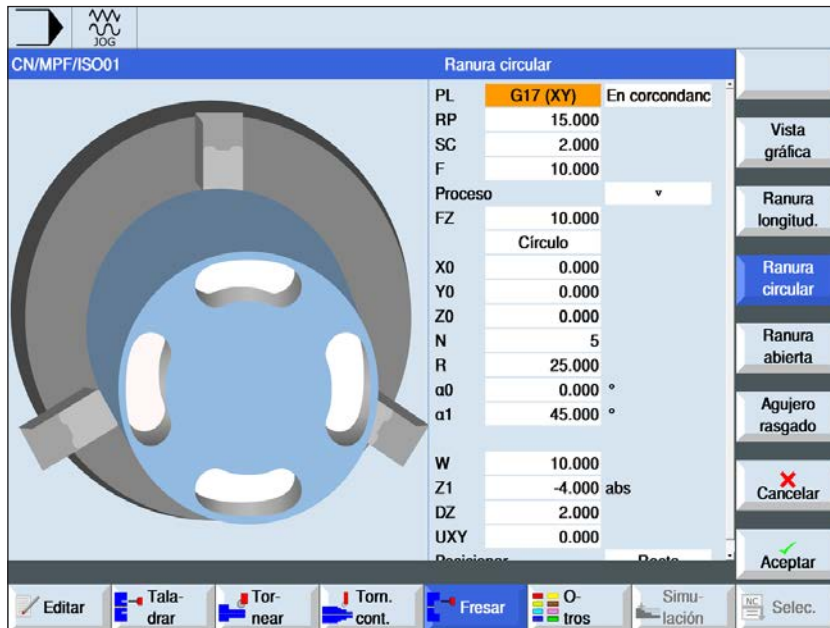 JOG
CN/MPF/ISO01
Ranura circular
PL G17 (XY) En corcondanc
RP 15.000
SC 2.000
F 10.000
Proceso ▿
FZ 10.000
Círculo
X0 0.000
Y0 0.000
Z0 0.000
N 5
R 25.000
α0 0.000 °
α1 45.000 °
W 10.000
Z1 -4.000 abs
DZ 2.000
UXY 0.000
Posicionar Recta
Vista
gráfica
Ranura
longitud.
Ranura
circular
Ranura
abierta
Agujero
rasgado
Cancelar
Aceptar
Editar
Tala-
drar
Tor-
near
Torn.
cont.
Fresar
O-
tros
Simu-
lación
NC
Selec.